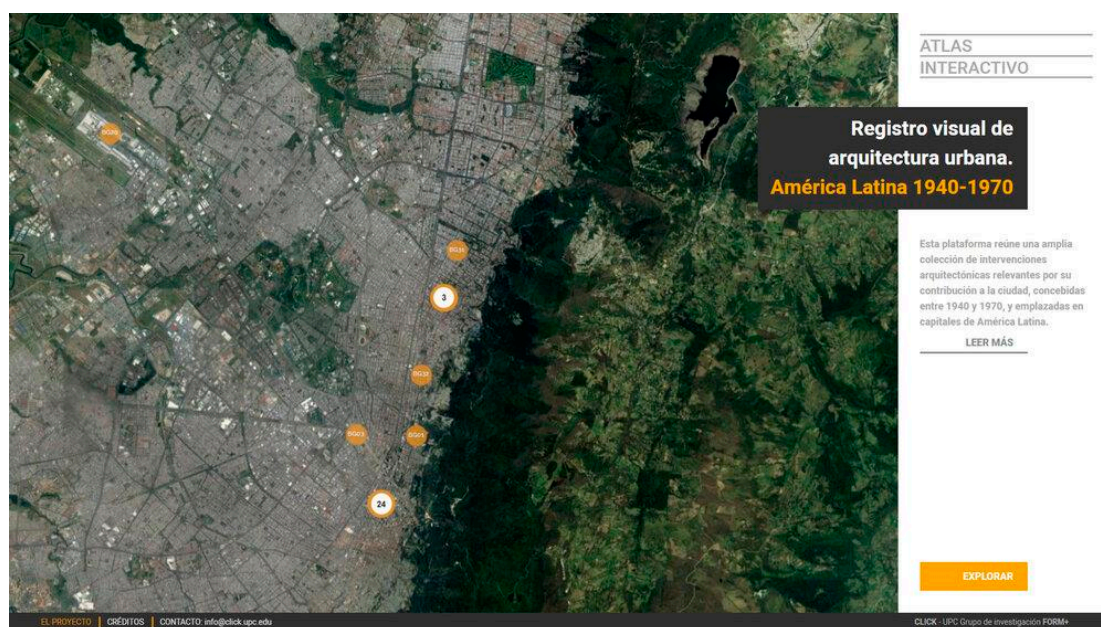 ATLAS
INTERACTIVO
Registro visual de
arquitectura urbana.
América Latina 1940-1970
Esta plataforma reúne una amplia
colección de intervenciones
arquitectónicas relevantes por su
contribución a la ciudad, concebidas
entre 1940 y 1970, y emplazadas en
capitales de América Latina.
LEER MÁS
3
24
EXPLORAR
EL PROYECTO | CRÉDITOS | CONTACTO: info@click.upc.edu
CLICK - UPC Grupo de investigación FORM+